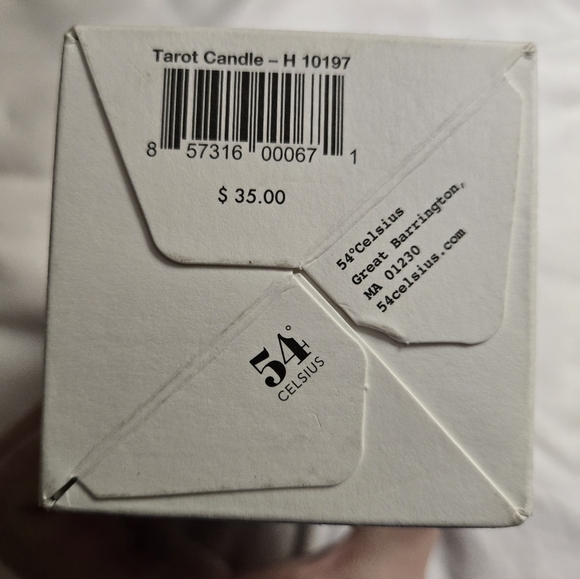 Tarot Candle – H 10197
8 57316 00067 1
$ 35.00
54°Celsius
Great Barrington,
MA 01230
54celsius.com
54°
H
CELSIUS